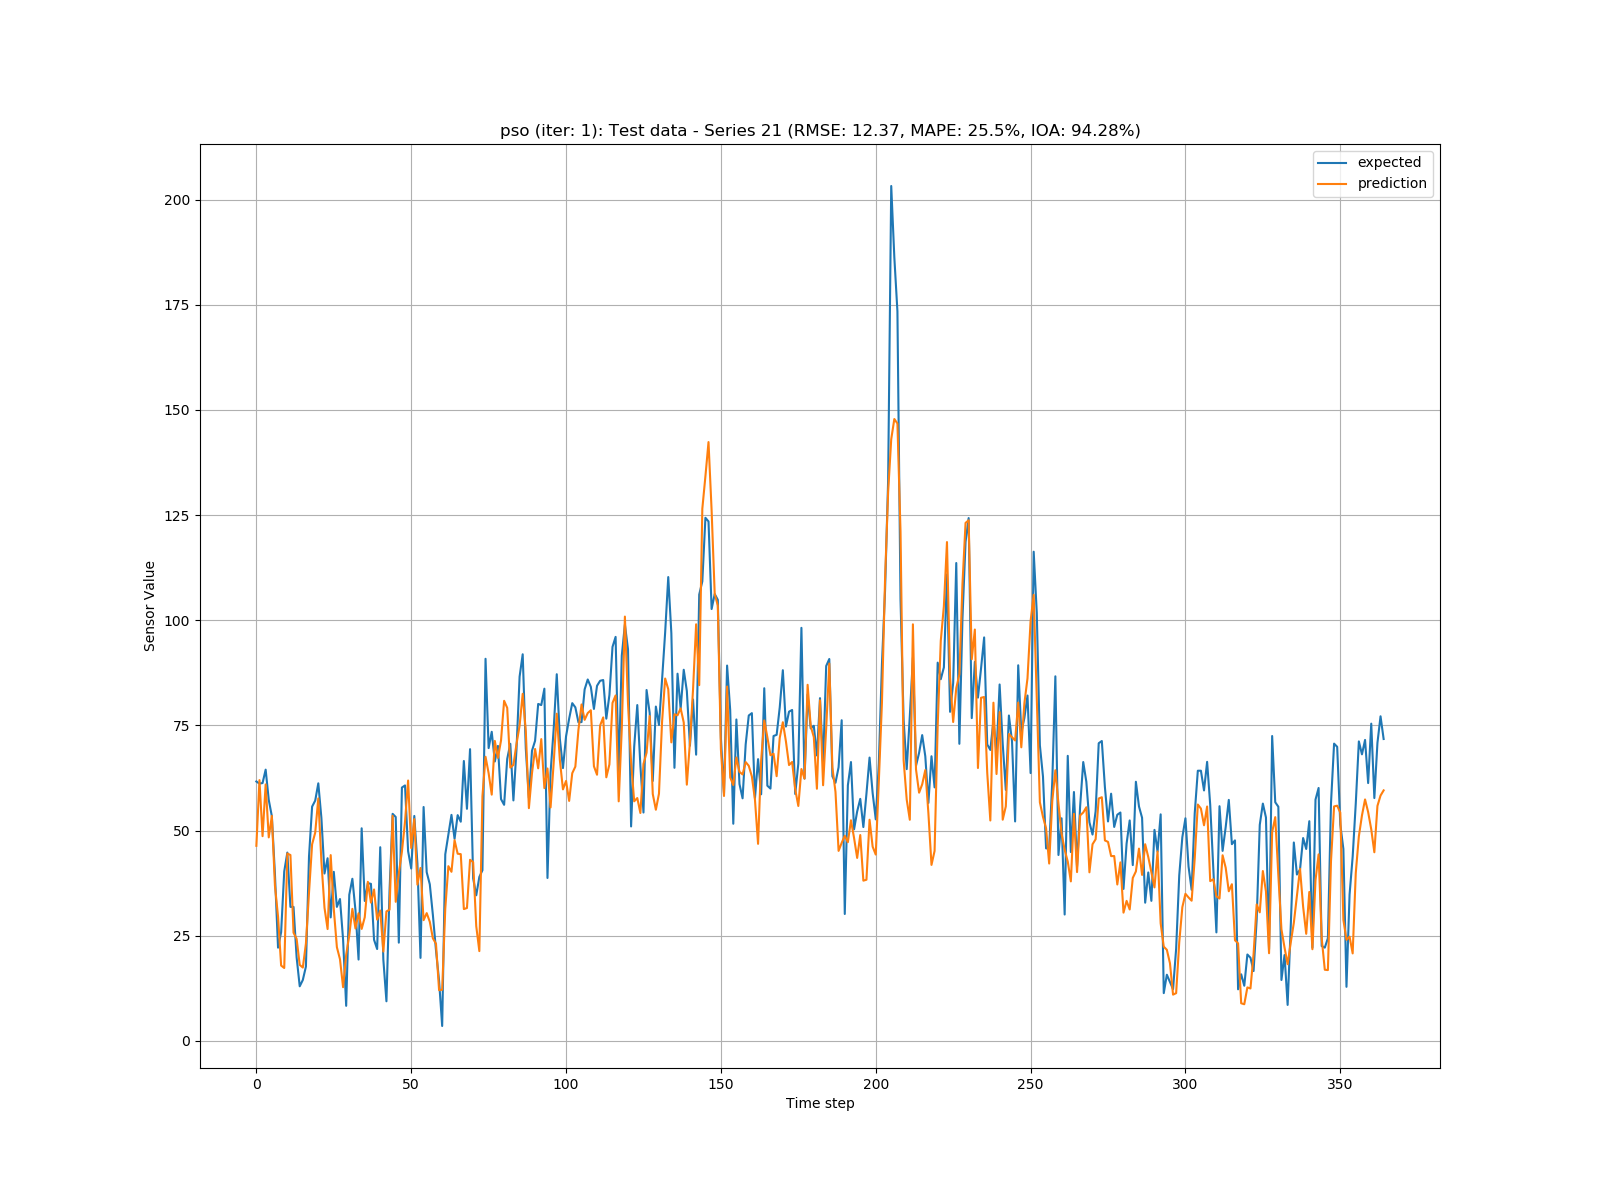 pso (iter: 1): Test data - Series 21 (RMSE: 12.37, MAPE: 25.5%, IOA: 94.28%)
expected
prediction
200
175
150
125
100
75
50
25
0
Sensor Value
0 50 100 150 200 250 300 350
Time step